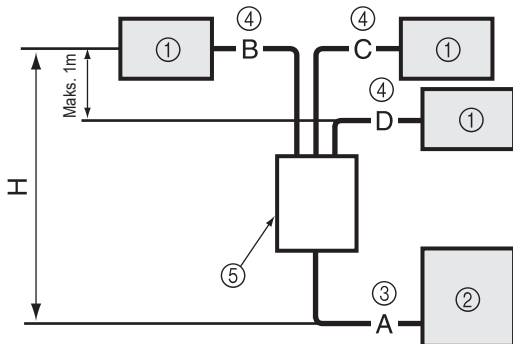 ④ ④
① B C ①
④
Maks. 1m
D ①
H
⑤
③
② 
A